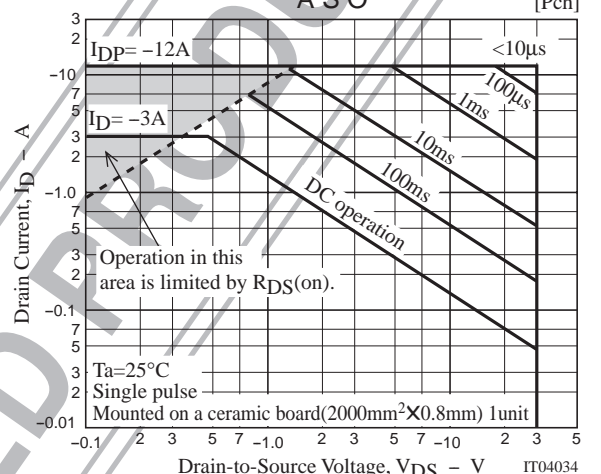 A S O
[Pch]
3
2
IDP= −12A
<10μs
−10
7
5
100μs
1ms
ID= −3A
3
2
10ms
100ms
−1.0
7
5
DC operation
3
2
Operation in this
area is limited by RDS(on).
−0.1
7
5
3
2
Ta=25°C
Single pulse
Mounted on a ceramic board(2000mm²×0.8mm) 1unit
−0.01
−0.1 2 3 5 7 −1.0 2 3 5 7 −10 2 3 5
Drain Current, ID − A
Drain-to-Source Voltage, VDS − V
IT04034